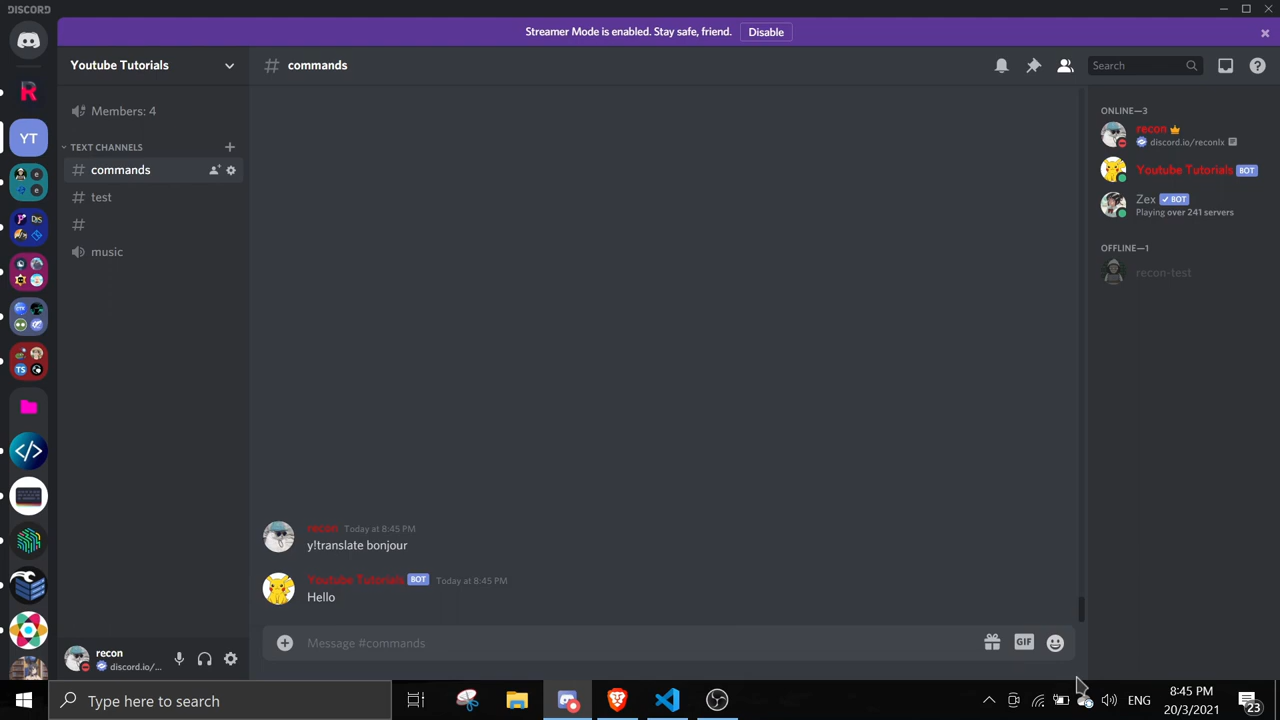 DISCORD
Streamer Mode is enabled. Stay safe, friend.
Disable
Youtube Tutorials
commands
Search
Members: 4
TEXT CHANNELS
commands
test
music
recon
Today at 8:45 PM
y!translate bonjour
Youtube Tutorials
BOT
Today at 8:45 PM
Hello
Message #commands
GIF
ONLINE—3
recon
discord.io/reconlx
Youtube Tutorials
BOT
Zex
BOT
Playing over 241 servers
OFFLINE—1
recon-test
R
YT
e
e
TS
recon
discord.io/...
Type here to search
ENG
8:45 PM
20/3/2021
23